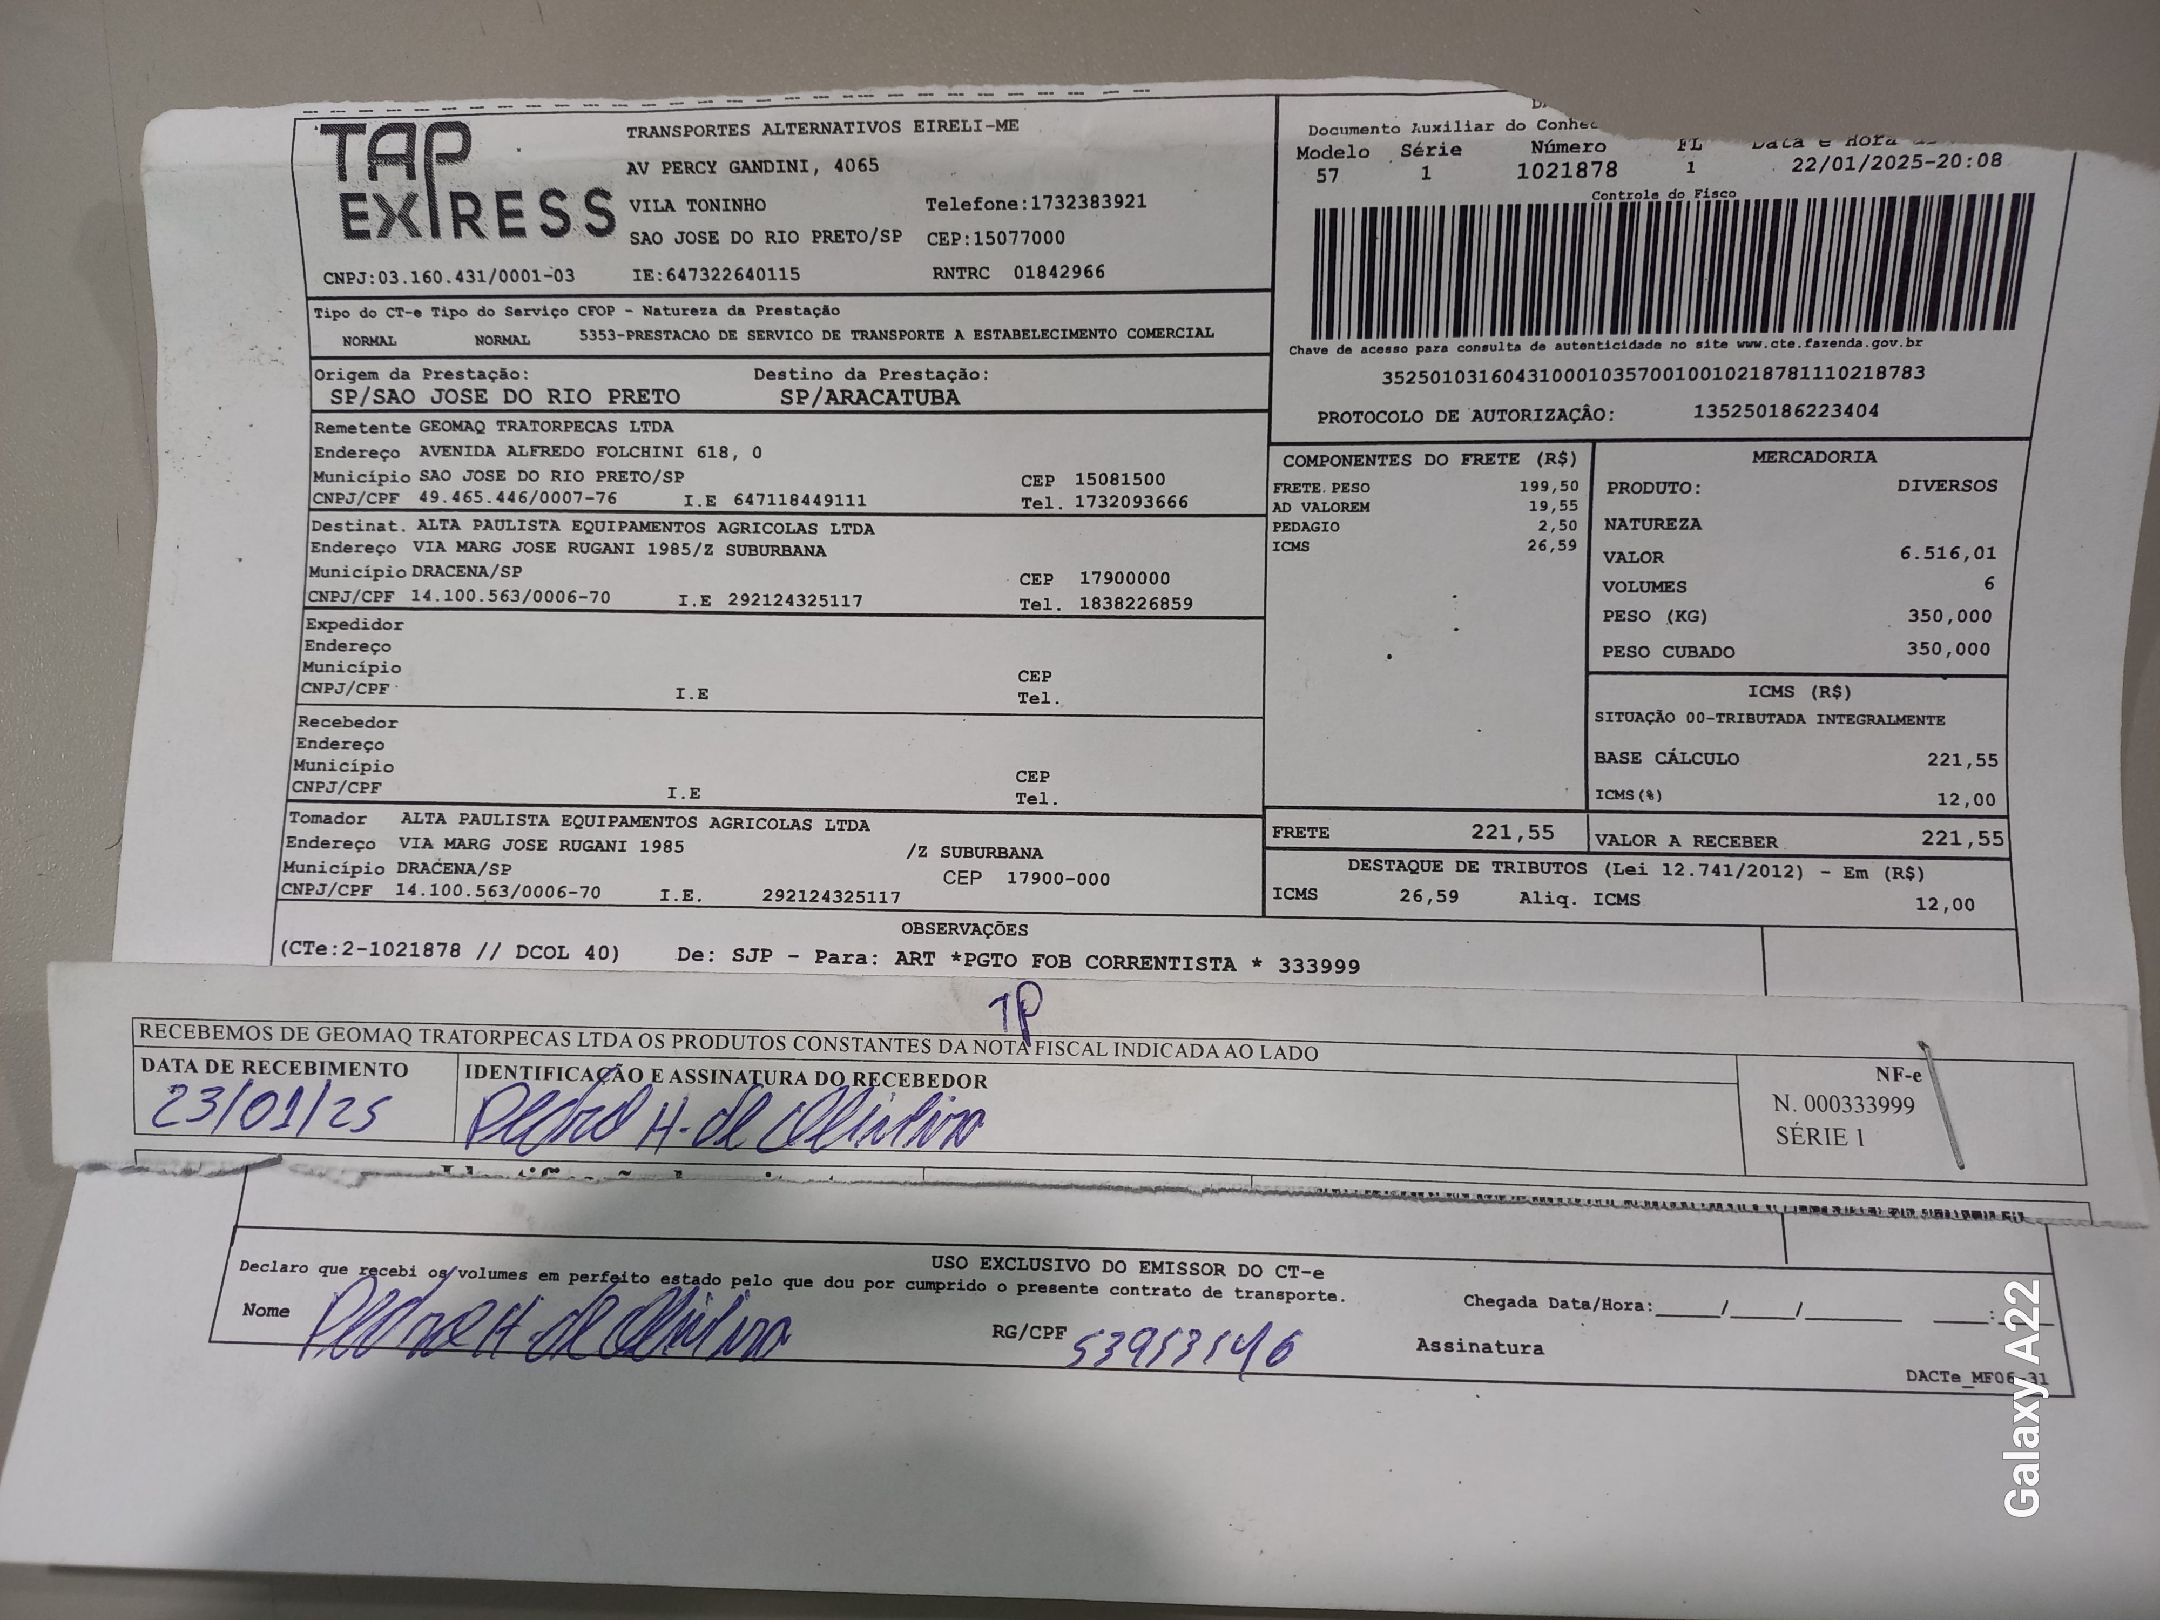 TAP EXPRESS
TRANSPORTES ALTERNATIVOS EIRELI-ME
AV PERCY GANDINI, 4065
VILA TONINHO Telefone:1732383921
SAO JOSE DO RIO PRETO/SP CEP:15077000
CNPJ:03.160.431/0001-03 IE:647322640115 RNTRC 01842966
Documento Auxiliar do
Modelo Série Número FL Data e Hora
57 1 1021878 1 22/01/2025-20:08
Controle do Fisco
Chave de acesso para consulta de autenticidade no site www.cte.fazenda.gov.br
35250103160431000103570010010218781110218783
PROTOCOLO DE AUTORIZAÇÂO: 135250186223404
Tipo do CT-e Tipo do Serviço CFOP - Natureza da Prestação
NORMAL NORMAL 5353-PRESTACAO DE SERVICO DE TRANSPORTE A ESTABELECIMENTO COMERCIAL
Origem da Prestação: Destino da Prestação:
SP/SAO JOSE DO RIO PRETO SP/ARACATUBA
Remetente GEOMAQ TRATORPECAS LTDA
Endereço AVENIDA ALFREDO FOLCHINI 618, 0
Município SAO JOSE DO RIO PRETO/SP CEP 15081500
CNPJ/CPF 49.465.446/0007-76 I.E 647118449111 Tel. 1732093666
Destinat. ALTA PAULISTA EQUIPAMENTOS AGRICOLAS LTDA
Endereço VIA MARG JOSE RUGANI 1985/Z SUBURBANA
Município DRACENA/SP CEP 17900000
CNPJ/CPF 14.100.563/0006-70 I.E 292124325117 Tel. 1838226859
Expedidor
Endereço
Município CEP
CNPJ/CPF I.E Tel.
Recebedor
Endereço
Município CEP
CNPJ/CPF I.E Tel.
Tomador ALTA PAULISTA EQUIPAMENTOS AGRICOLAS LTDA
Endereço VIA MARG JOSE RUGANI 1985 /Z SUBURBANA
Município DRACENA/SP CEP 17900-000
CNPJ/CPF 14.100.563/0006-70 I.E. 292124325117
COMPONENTES DO FRETE (R$)
FRETE PESO 199,50
AD VALOREM 19,55
PEDAGIO 2,50
ICMS 26,59
MERCADORIA
PRODUTO: DIVERSOS
NATUREZA
VALOR 6.516,01
VOLUMES 6
PESO (KG) 350,000
PESO CUBADO 350,000
ICMS (R$)
SITUAÇÃO 00-TRIBUTADA INTEGRALMENTE
BASE CÁLCULO 221,55
ICMS(%) 12,00
FRETE 221,55 VALOR A RECEBER 221,55
DESTAQUE DE TRIBUTOS (Lei 12.741/2012) - Em (R$)
ICMS 26,59 Aliq. ICMS 12,00
OBSERVAÇÕES
(CTe:2-1021878 // DCOL 40) De: SJP - Para: ART *PGTO FOB CORRENTISTA * 333999
1P
RECEBEMOS DE GEOMAQ TRATORPECAS LTDA OS PRODUTOS CONSTANTES DA NOTA FISCAL INDICADA AO LADO
DATA DE RECEBIMENTO IDENTIFICAÇÃO E ASSINATURA DO RECEBEDOR
23/01/25 Pedro H. de Oliveira
NF-e
N. 000333999
SÉRIE 1
USO EXCLUSIVO DO EMISSOR DO CT-e
Declaro que recebi os volumes em perfeito estado pelo que dou por cumprido o presente contrato de transporte.
Nome Pedro H de Oliveira RG/CPF 539535146
Chegada Data/Hora:_____/_____/________ _____:_____
Assinatura
DACTe_MF06-31
Galaxy A22